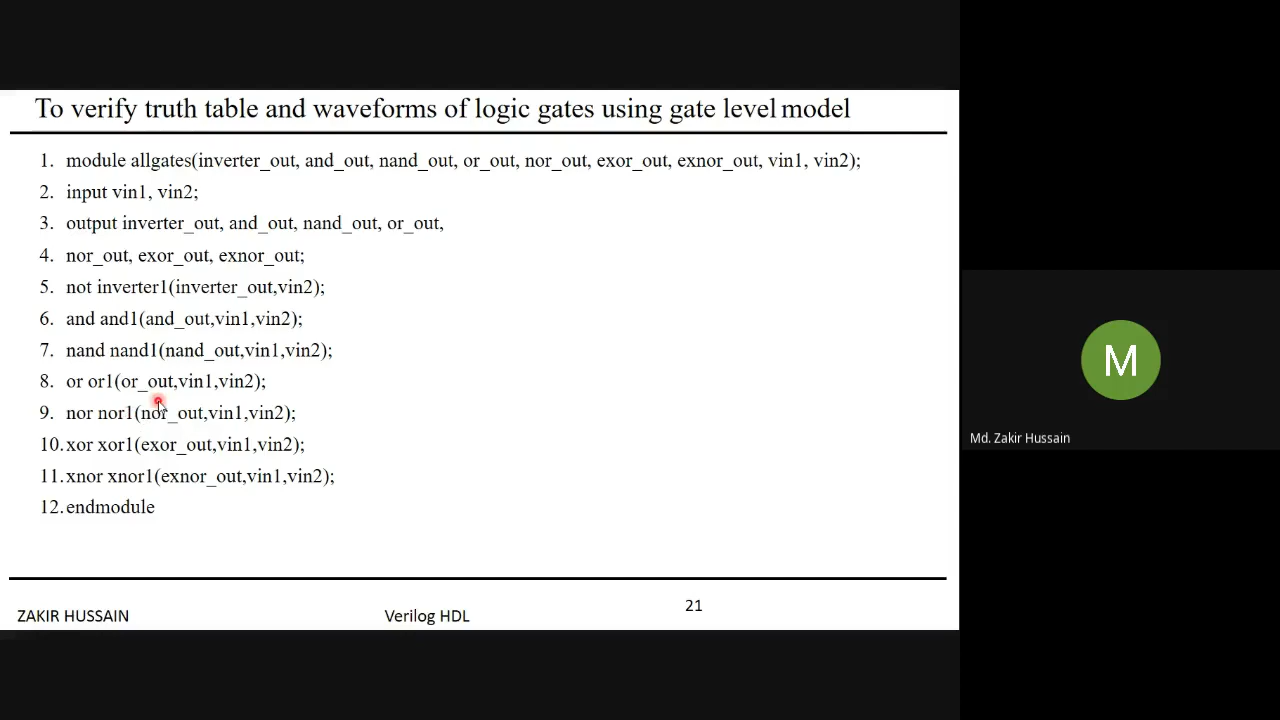 To verify truth table and waveforms of logic gates using gate level model
1. module allgates(inverter_out, and_out, nand_out, or_out, nor_out, exor_out, exnor_out, vin1, vin2);
2. input vin1, vin2;
3. output inverter_out, and_out, nand_out, or_out,
4. nor_out, exor_out, exnor_out;
5. not inverter1(inverter_out,vin2);
6. and and1(and_out,vin1,vin2);
7. nand nand1(nand_out,vin1,vin2);
8. or or1(or_out,vin1,vin2);
9. nor nor1(nor_out,vin1,vin2);
10. xor xor1(exor_out,vin1,vin2);
11. xnor xnor1(exnor_out,vin1,vin2);
12. endmodule
ZAKIR HUSSAIN
Verilog HDL
21
M
Md. Zakir Hussain